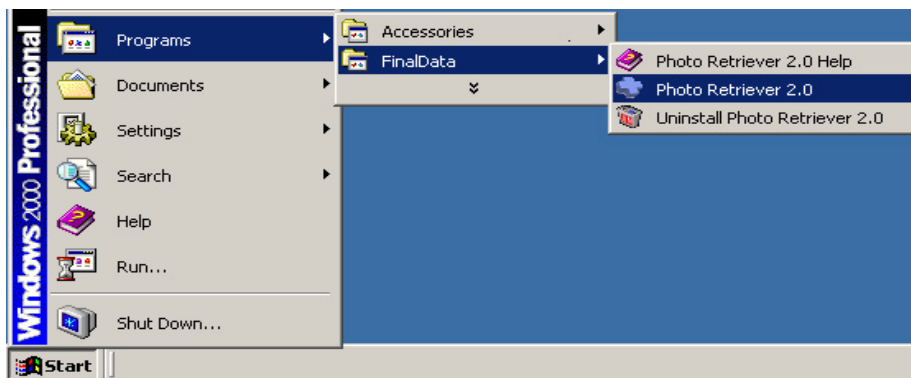 Windows 2000 Professional
Programs
Documents
Settings
Search
Help
Run...
Shut Down...
Accessories
FinalData
Photo Retriever 2.0 Help
Photo Retriever 2.0
Uninstall Photo Retriever 2.0
Start